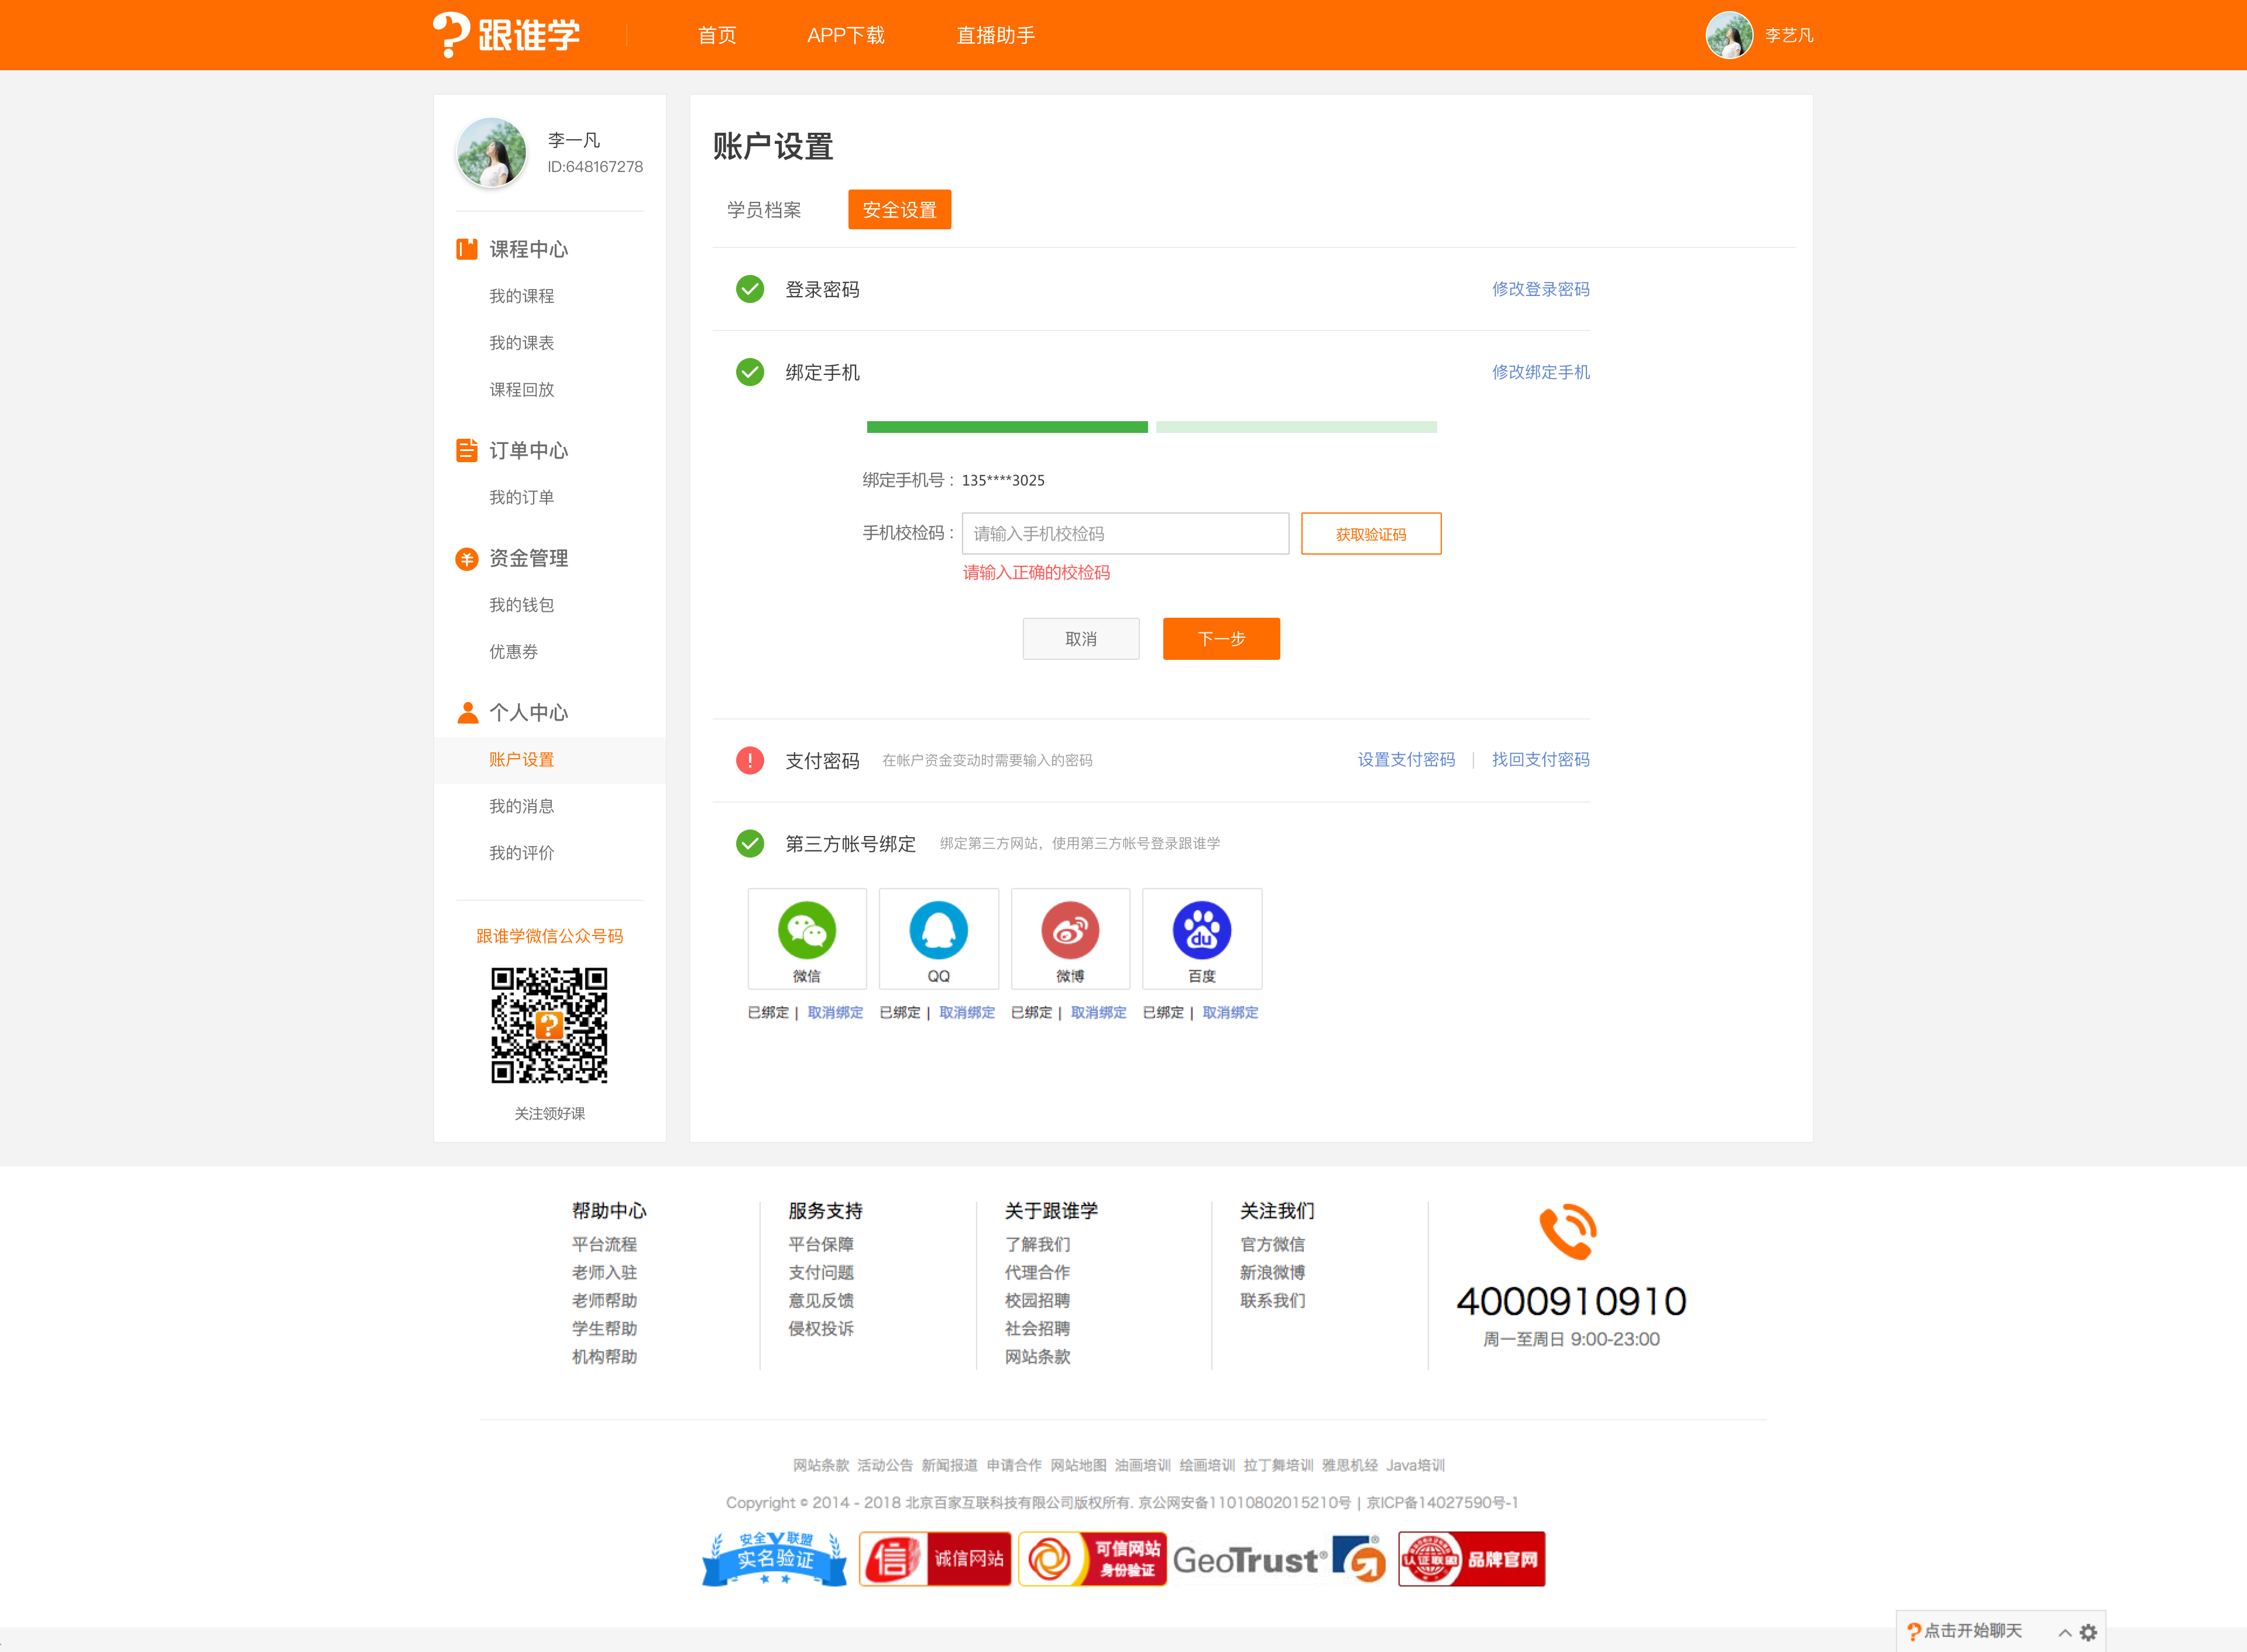 跟谁学
首页 APP下载 直播助手
李艺凡
李一凡
ID:648167278
课程中心
我的课程
我的课表
课程回放
订单中心
我的订单
资金管理
我的钱包
优惠券
个人中心
账户设置
我的消息
我的评价
跟谁学微信公众号码
关注领好课
账户设置
学员档案 安全设置
登录密码 修改登录密码
绑定手机 修改绑定手机
绑定手机号： 135****3025
手机校检码： 请输入手机校检码 获取验证码
请输入正确的校检码
取消 下一步
支付密码 在帐户资金变动时需要输入的密码 设置支付密码 | 找回支付密码
第三方帐号绑定 绑定第三方网站，使用第三方帐号登录跟谁学
微信 QQ 微博 du 百度
已绑定 | 取消绑定 已绑定 | 取消绑定 已绑定 | 取消绑定 已绑定 | 取消绑定
帮助中心
平台流程
老师入驻
老师帮助
学生帮助
机构帮助
服务支持
平台保障
支付问题
意见反馈
侵权投诉
关于跟谁学
了解我们
代理合作
校园招聘
社会招聘
网站条款
关注我们
官方微信
新浪微博
联系我们
4000910910
周一至周日 9:00-23:00
网站条款 活动公告 新闻报道 申请合作 网站地图 油画培训 绘画培训 拉丁舞培训 雅思机经 Java培训
Copyright © 2014 - 2018 北京百家互联科技有限公司版权所有. 京公网安备11010802015210号 | 京ICP备14027590号-1
安全联盟
实名验证
信 诚信网站
可信网站
身份验证
GeoTrust®
认证联盟 品牌官网
点击开始聊天